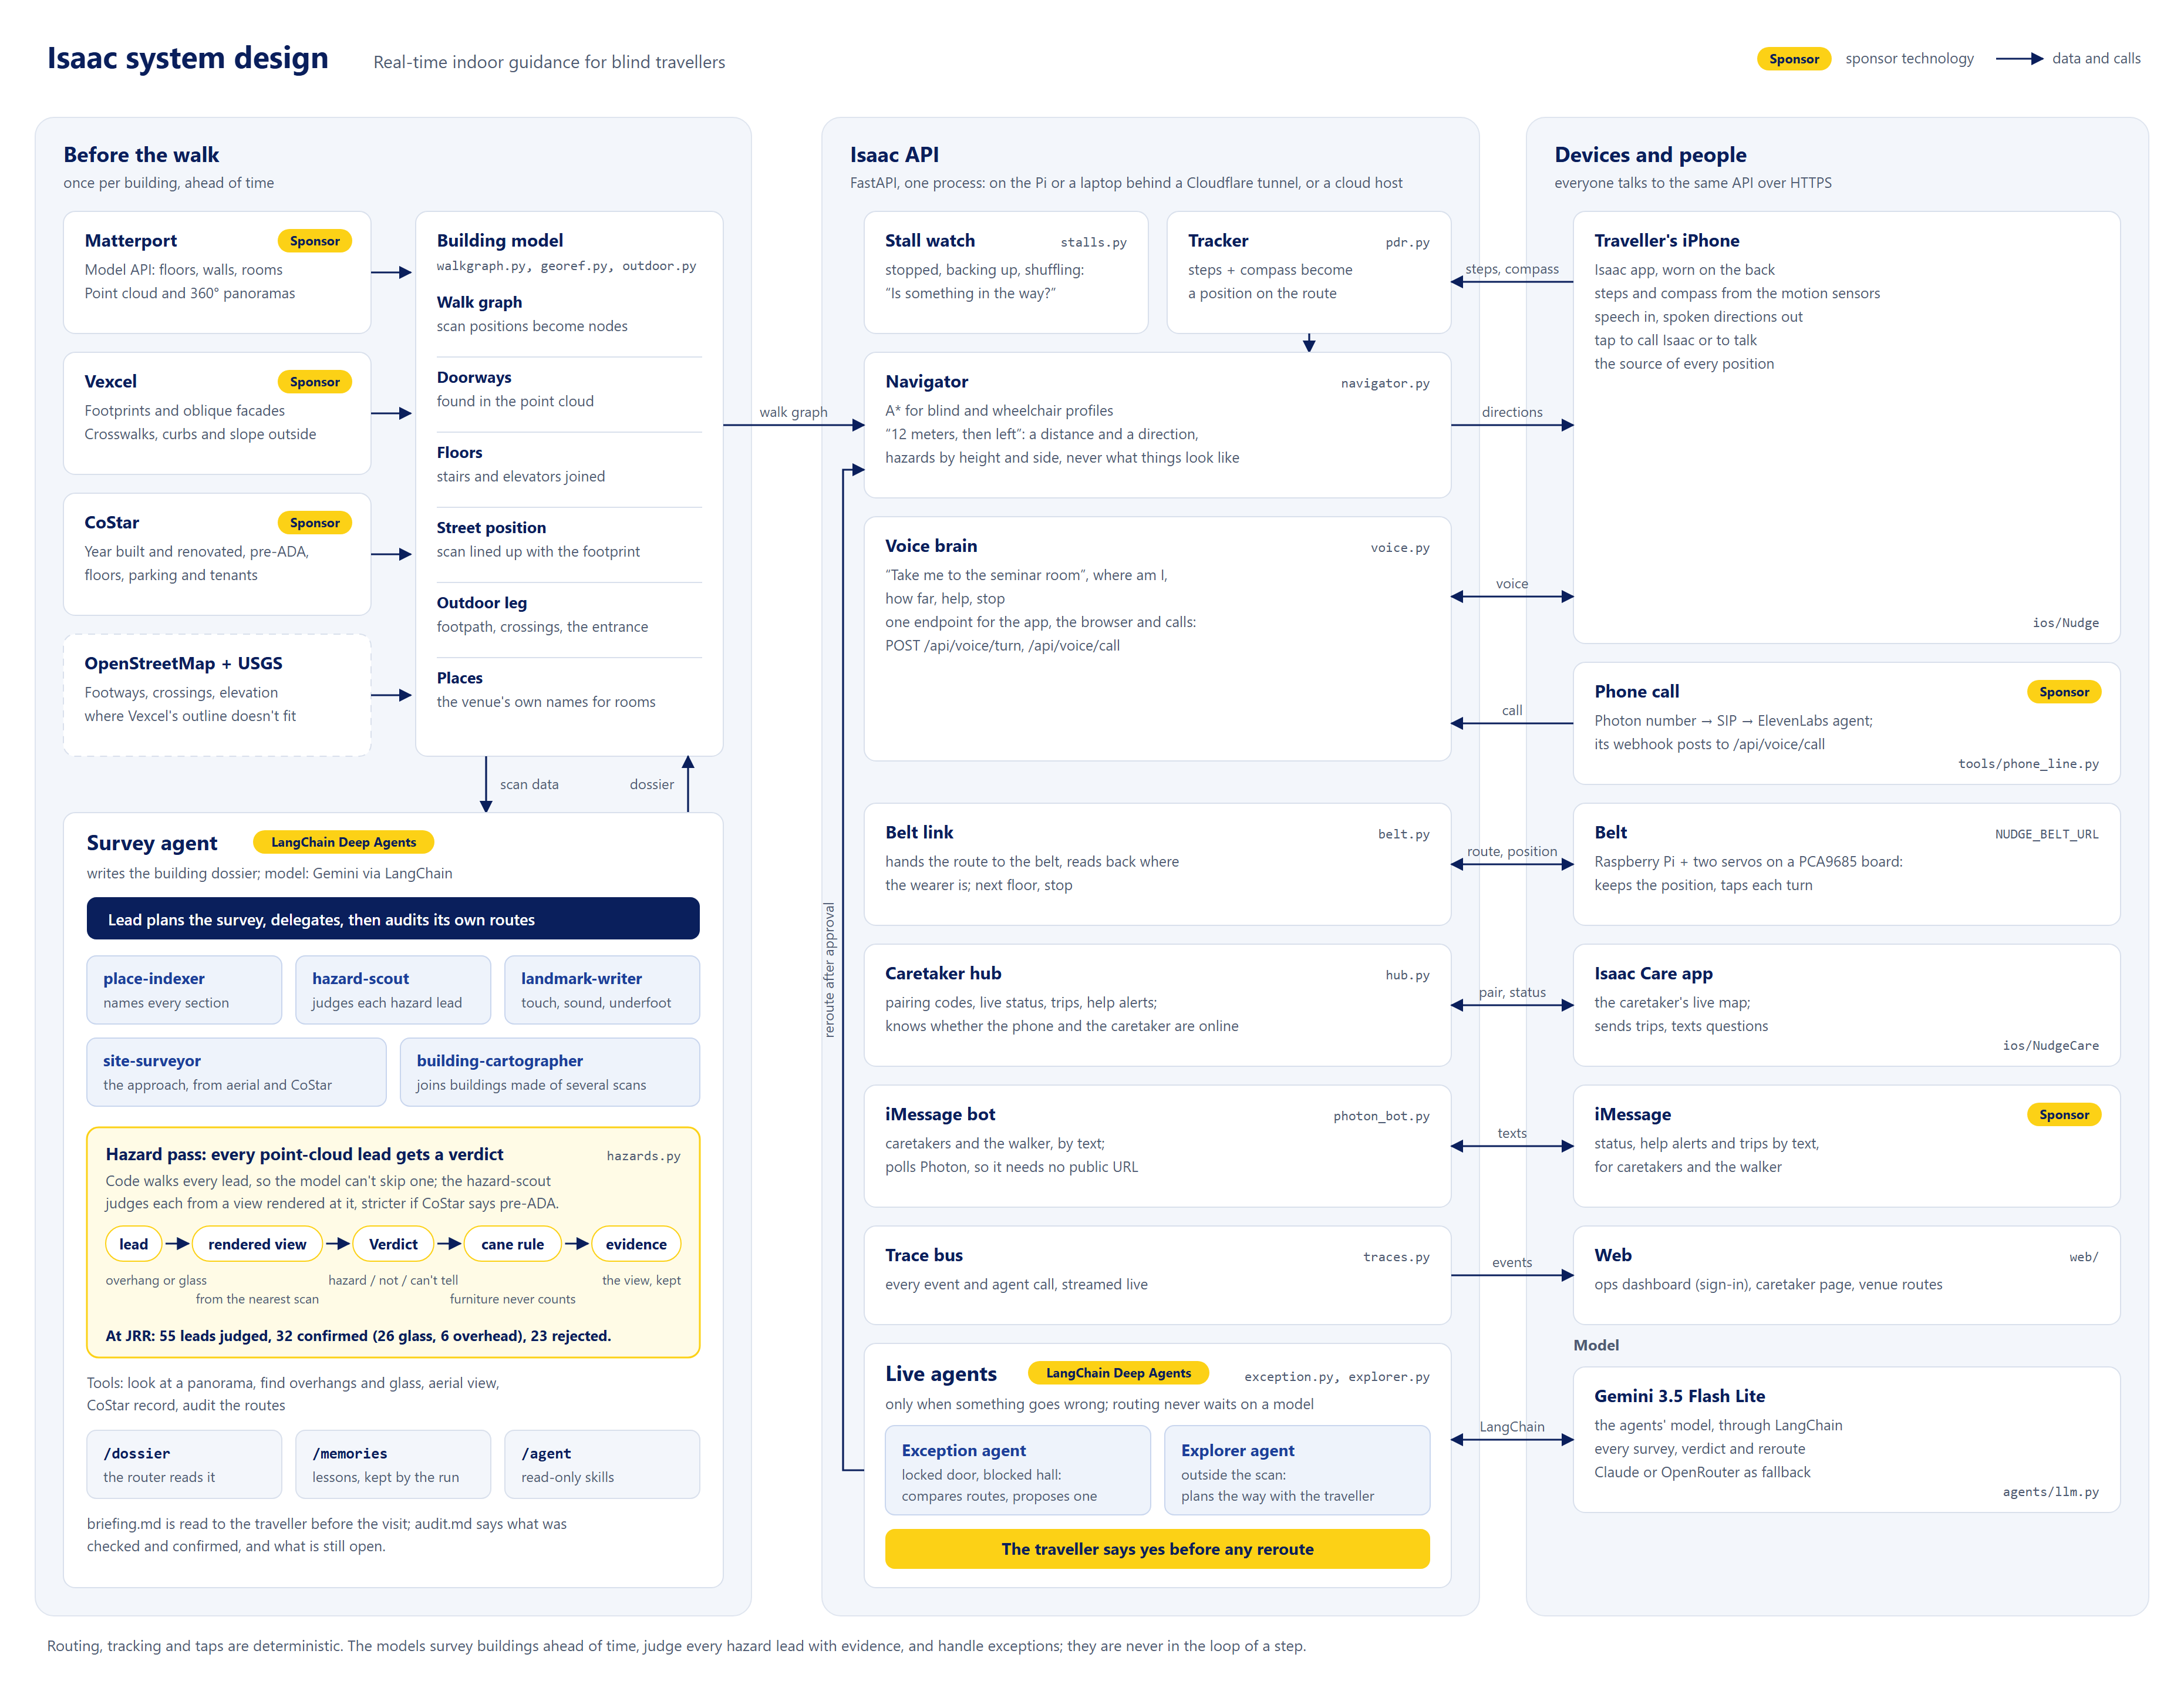 Isaac system design
Real-time indoor guidance for blind travellers
Sponsor
sponsor technology
data and calls
Before the walk
once per building, ahead of time
Matterport
Sponsor
Model API: floors, walls, rooms
Point cloud and 360° panoramas
Vexcel
Sponsor
Footprints and oblique facades
Crosswalks, curbs and slope outside
CoStar
Sponsor
Year built and renovated, pre-ADA,
floors, parking and tenants
OpenStreetMap + USGS
Footways, crossings, elevation
where Vexcel's outline doesn't fit
Building model
walkgraph.py, georef.py, outdoor.py
Walk graph
scan positions become nodes
Doorways
found in the point cloud
Floors
stairs and elevators joined
Street position
scan lined up with the footprint
Outdoor leg
footpath, crossings, the entrance
Places
the venue's own names for rooms
scan data
dossier
Survey agent
LangChain Deep Agents
writes the building dossier; model: Gemini via LangChain
Lead plans the survey, delegates, then audits its own routes
place-indexer
names every section
hazard-scout
judges each hazard lead
landmark-writer
touch, sound, underfoot
site-surveyor
the approach, from aerial and CoStar
building-cartographer
joins buildings made of several scans
Hazard pass: every point-cloud lead gets a verdict
hazards.py
Code walks every lead, so the model can't skip one; the hazard-scout
judges each from a view rendered at it, stricter if CoStar says pre-ADA.
lead
rendered view
Verdict
cane rule
evidence
overhang or glass
from the nearest scan
hazard / not / can't tell
furniture never counts
the view, kept
At JRR: 55 leads judged, 32 confirmed (26 glass, 6 overhead), 23 rejected.
Tools: look at a panorama, find overhangs and glass, aerial view,
CoStar record, audit the routes
/dossier
the router reads it
/memories
lessons, kept by the run
/agent
read-only skills
briefing.md is read to the traveller before the visit; audit.md says what was
checked and confirmed, and what is still open.
walk graph
reroute after approval
Isaac API
FastAPI, one process: on the Pi or a laptop behind a Cloudflare tunnel, or a cloud host
Stall watch
stalls.py
stopped, backing up, shuffling:
“Is something in the way?”
Tracker
pdr.py
steps + compass become
a position on the route
Navigator
navigator.py
A* for blind and wheelchair profiles
“12 meters, then left”: a distance and a direction,
hazards by height and side, never what things look like
Voice brain
voice.py
“Take me to the seminar room”, where am I,
how far, help, stop
one endpoint for the app, the browser and calls:
POST /api/voice/turn, /api/voice/call
Belt link
belt.py
hands the route to the belt, reads back where
the wearer is; next floor, stop
Caretaker hub
hub.py
pairing codes, live status, trips, help alerts;
knows whether the phone and the caretaker are online
iMessage bot
photon_bot.py
caretakers and the walker, by text;
polls Photon, so it needs no public URL
Trace bus
traces.py
every event and agent call, streamed live
Live agents
LangChain Deep Agents
exception.py, explorer.py
only when something goes wrong; routing never waits on a model
Exception agent
locked door, blocked hall:
compares routes, proposes one
Explorer agent
outside the scan:
plans the way with the traveller
The traveller says yes before any reroute
steps, compass
directions
voice
call
route, position
pair, status
texts
events
LangChain
Devices and people
everyone talks to the same API over HTTPS
Traveller's iPhone
Isaac app, worn on the back
steps and compass from the motion sensors
speech in, spoken directions out
tap to call Isaac or to talk
the source of every position
ios/Nudge
Phone call
Sponsor
Photon number → SIP → ElevenLabs agent;
its webhook posts to /api/voice/call
tools/phone_line.py
Belt
NUDGE_BELT_URL
Raspberry Pi + two servos on a PCA9685 board:
keeps the position, taps each turn
Isaac Care app
the caretaker's live map;
sends trips, texts questions
ios/NudgeCare
iMessage
Sponsor
status, help alerts and trips by text,
for caretakers and the walker
Web
web/
ops dashboard (sign-in), caretaker page, venue routes
Model
Gemini 3.5 Flash Lite
the agents' model, through LangChain
every survey, verdict and reroute
Claude or OpenRouter as fallback
agents/llm.py
Routing, tracking and taps are deterministic. The models survey buildings ahead of time, judge every hazard lead with evidence, and handle exceptions; they are never in the loop of a step.